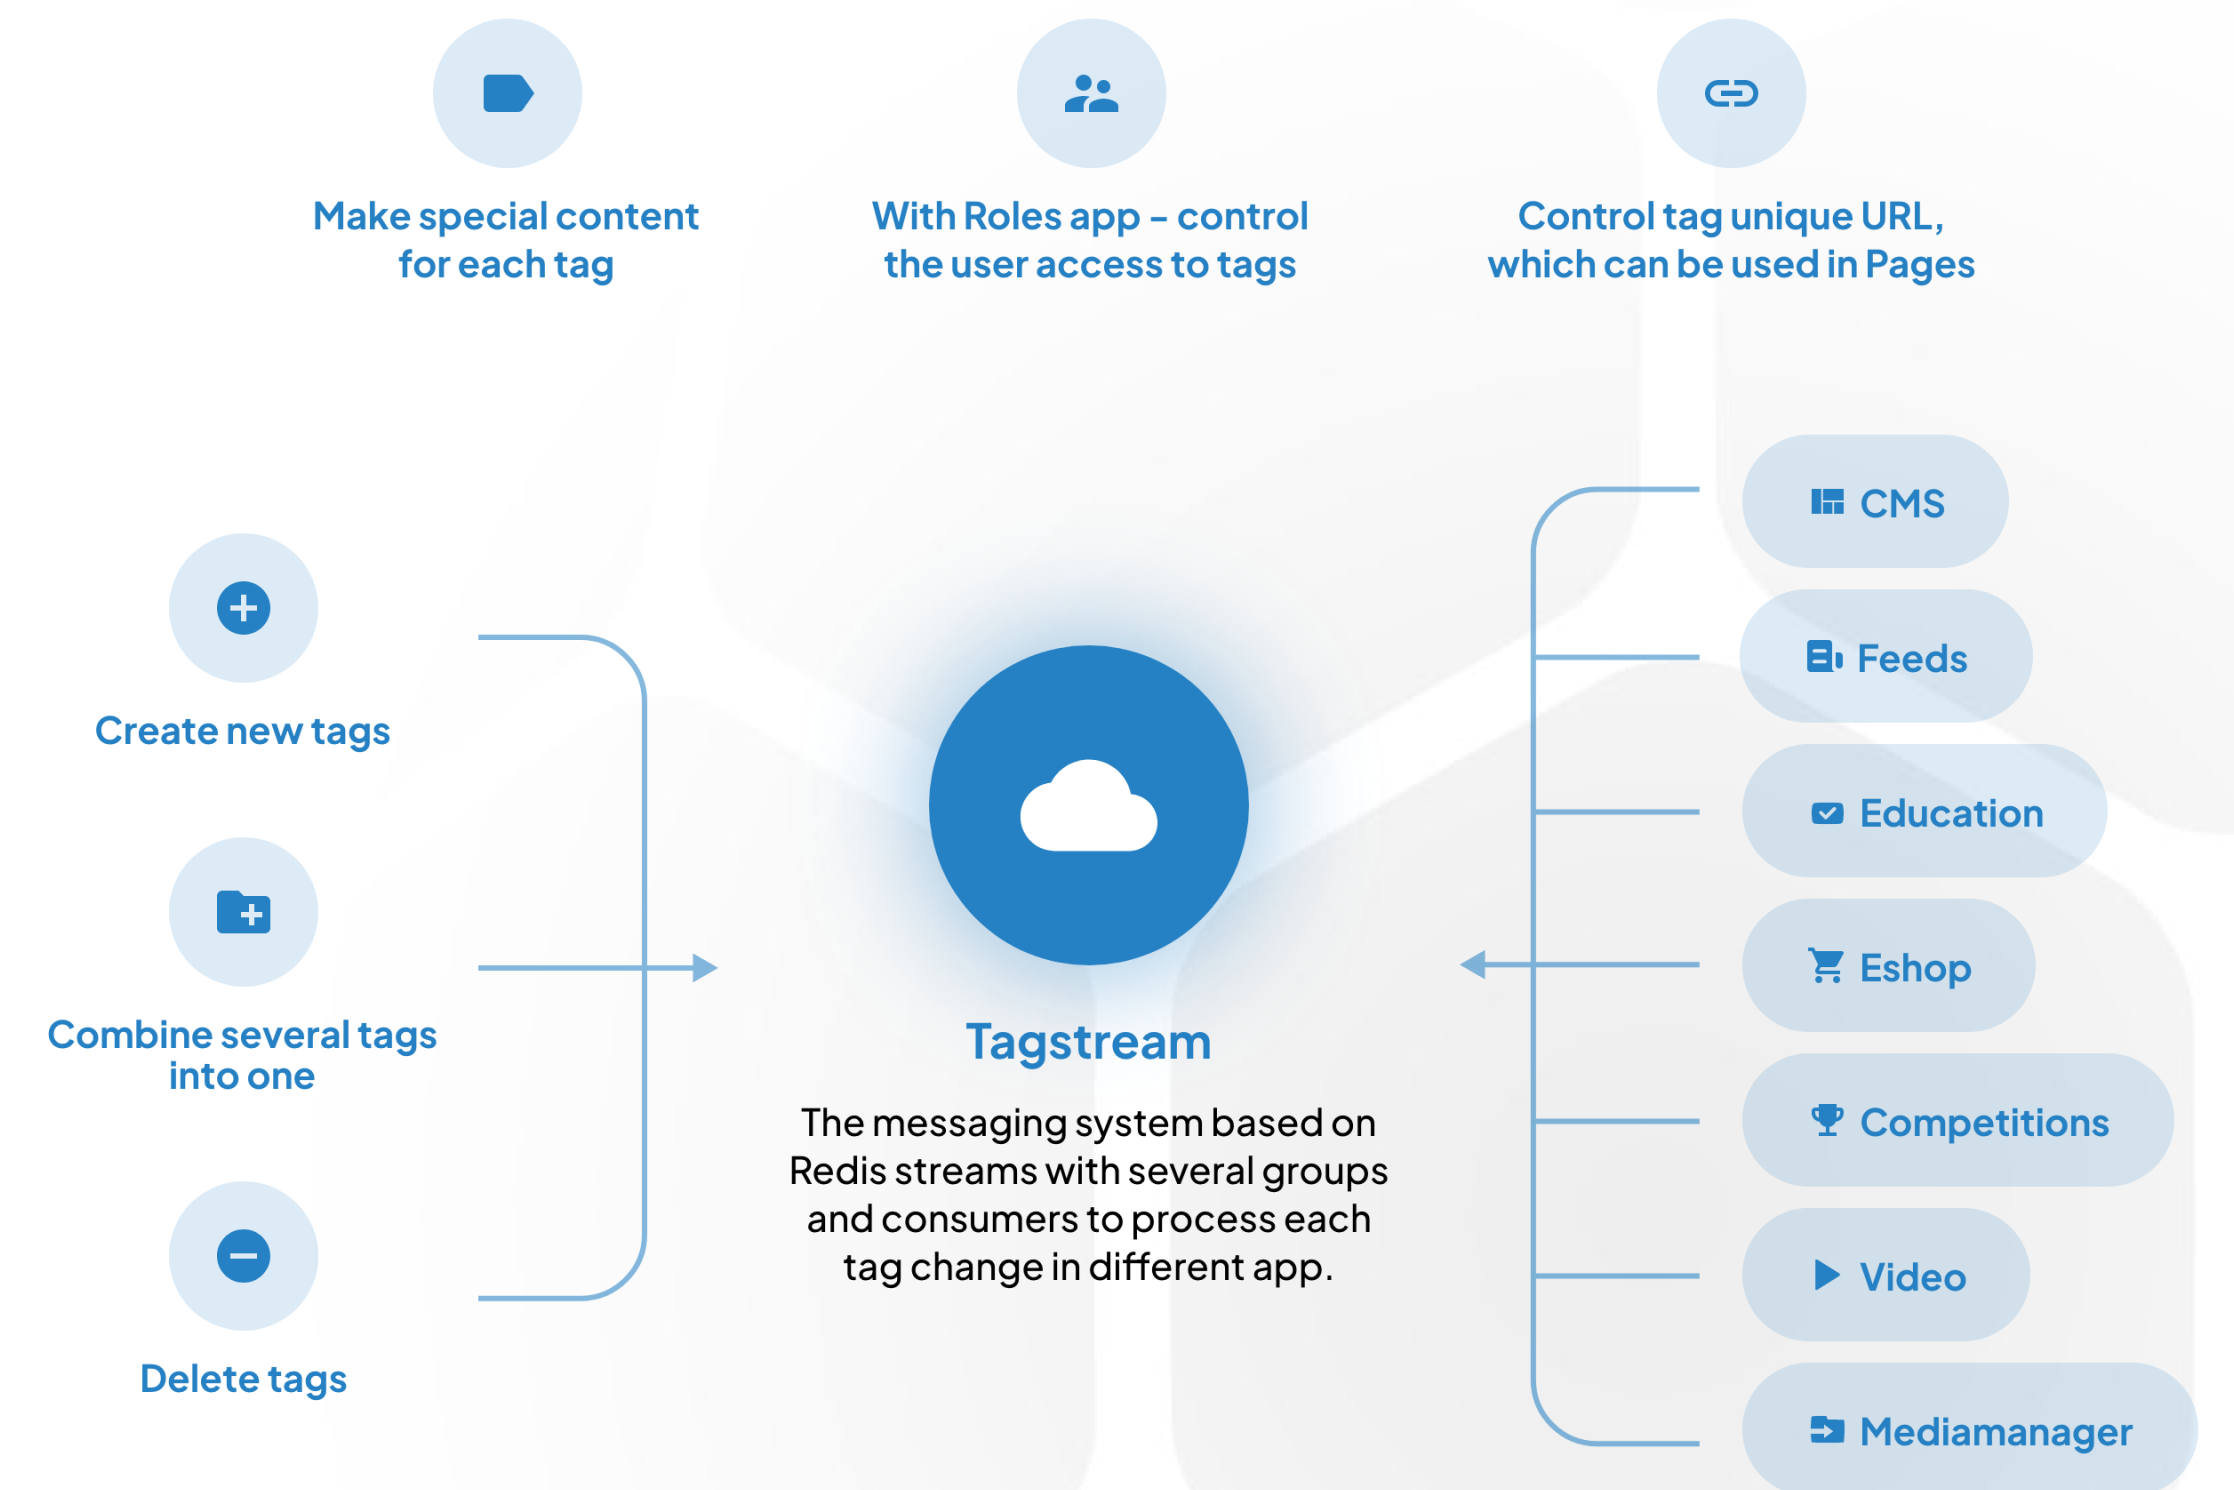 Make special content
for each tag
With Roles app – control
the user access to tags
Control tag unique URL,
which can be used in Pages
Create new tags
Combine several tags
into one
Delete tags
Tagstream
The messaging system based on
Redis streams with several groups
and consumers to process each
tag change in different app.
CMS
Feeds
Education
Eshop
Competitions
Video
Mediamanager